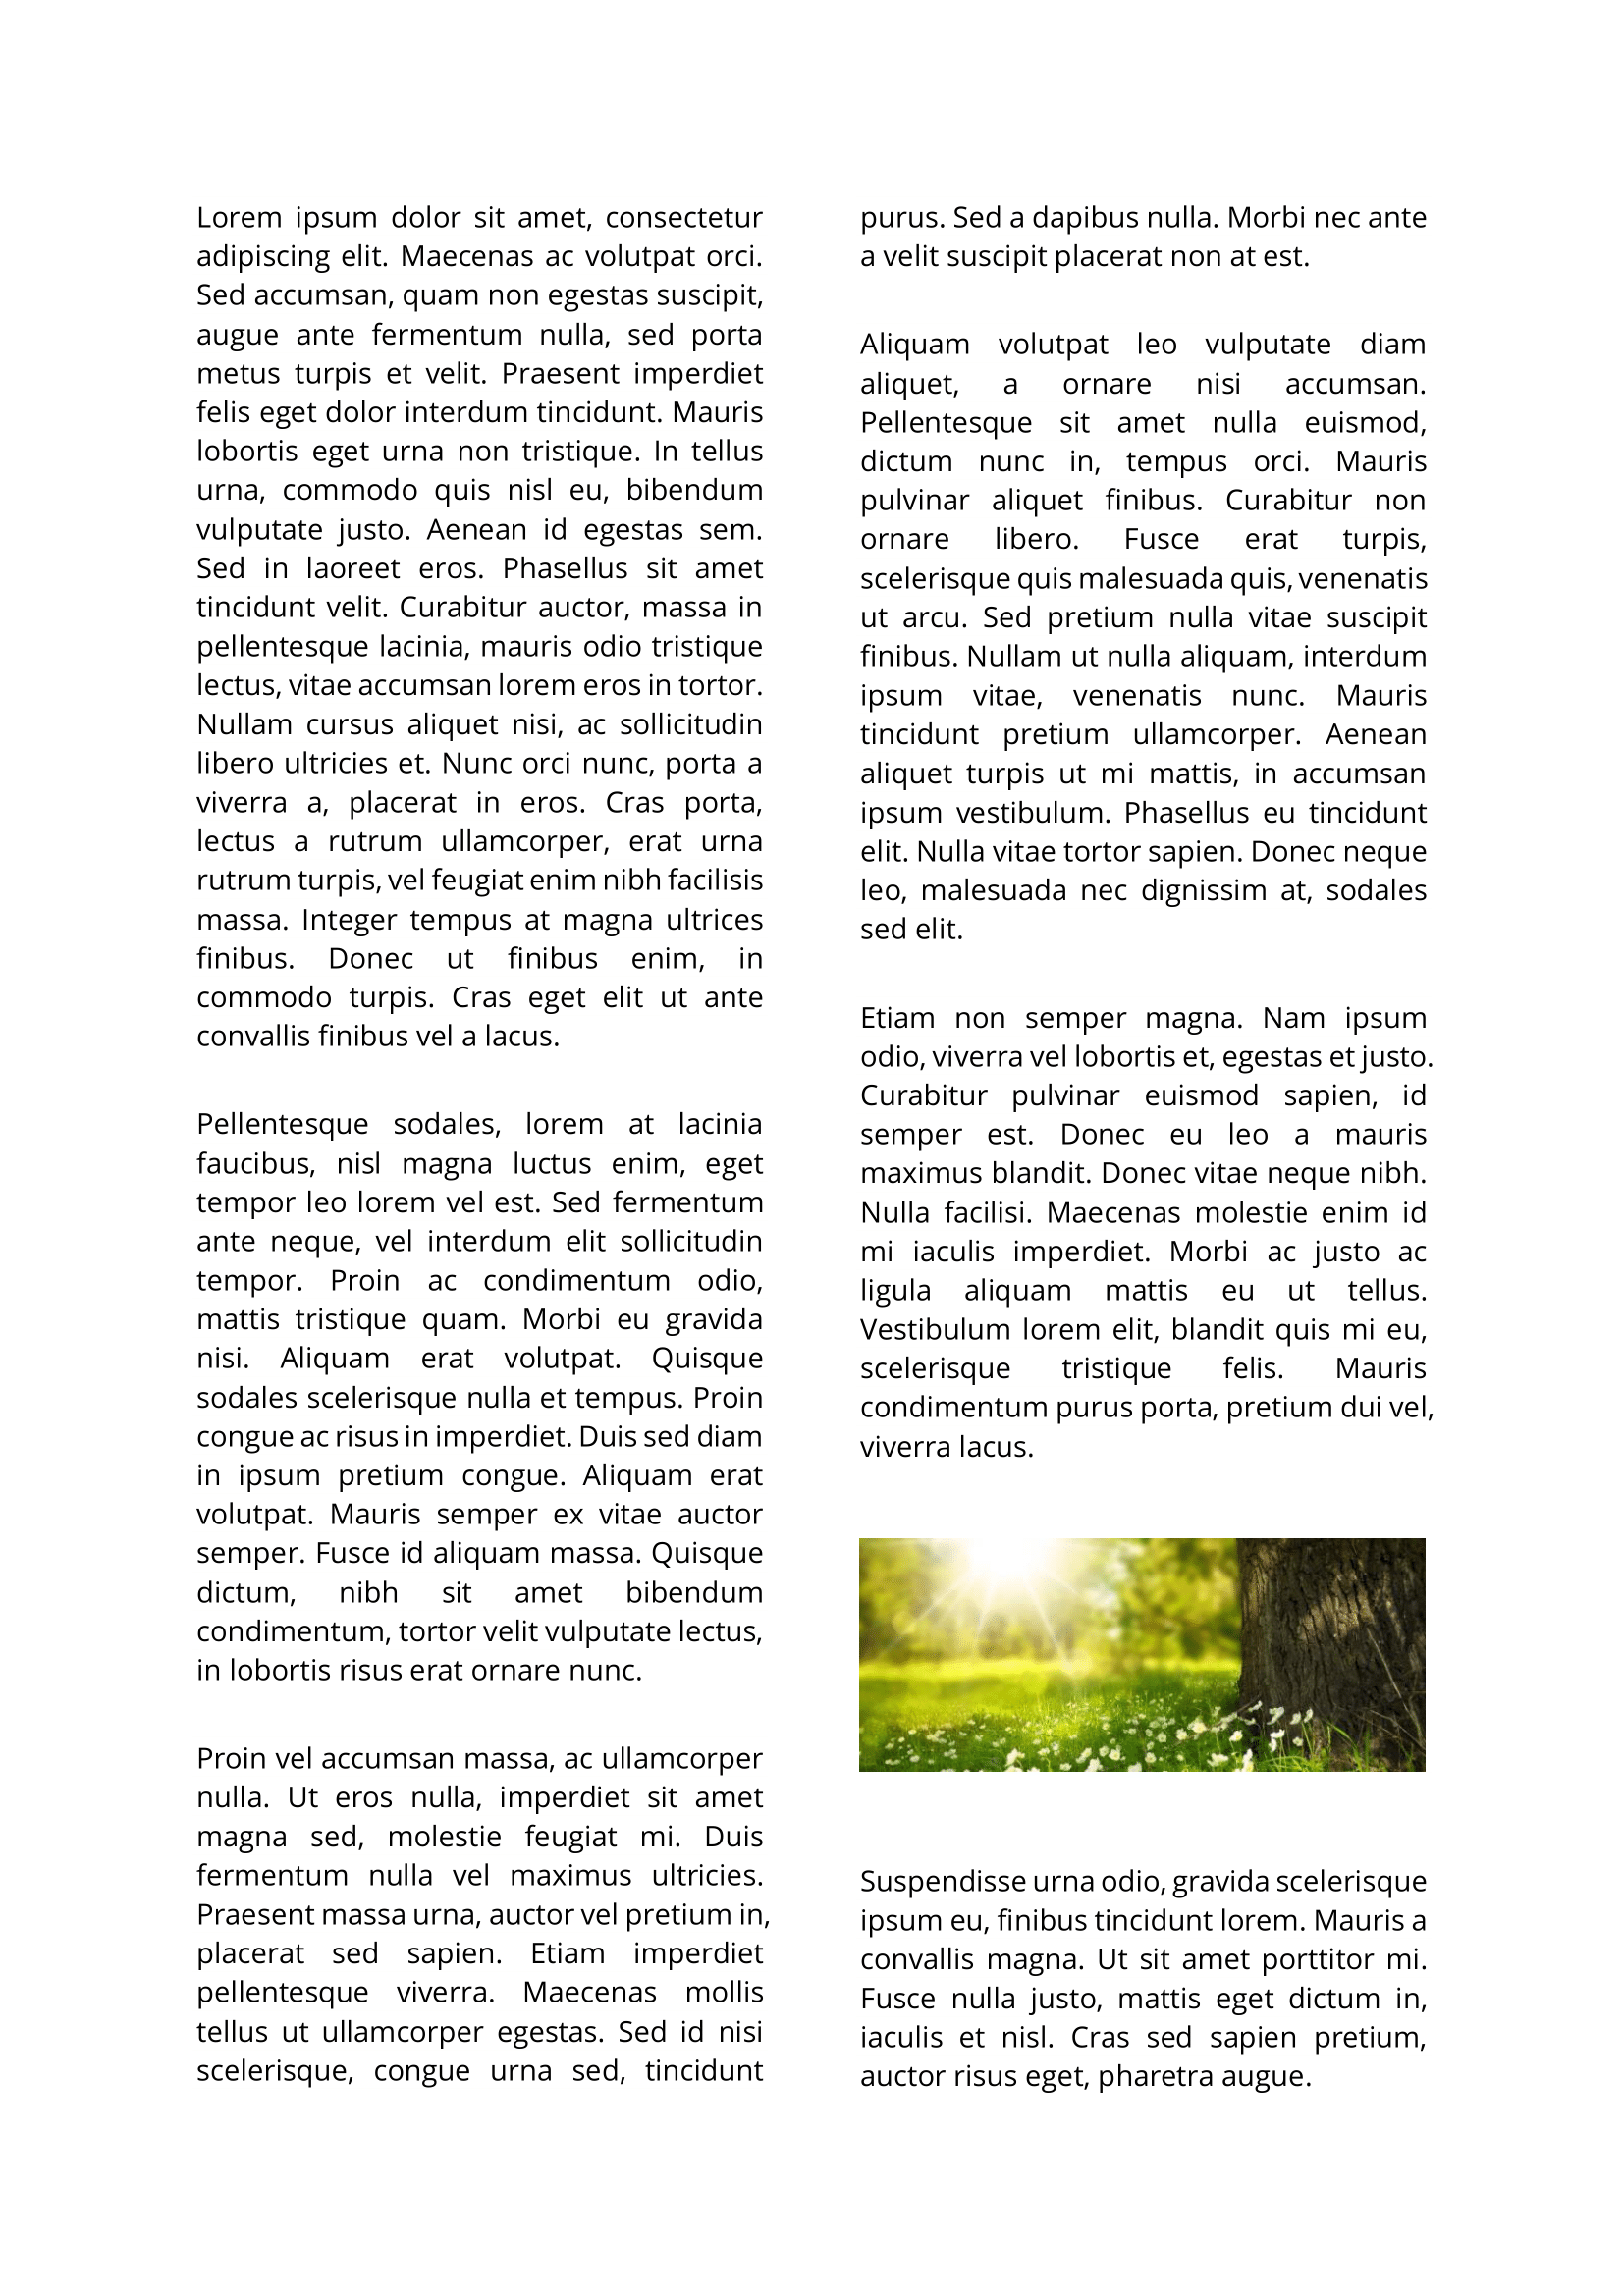 Lorem ipsum dolor sit amet, consectetur
adipiscing elit. Maecenas ac volutpat orci.
Sed accumsan, quam non egestas suscipit,
augue ante fermentum nulla, sed porta
metus turpis et velit. Praesent imperdiet
felis eget dolor interdum tincidunt. Mauris
lobortis eget urna non tristique. In tellus
urna, commodo quis nisl eu, bibendum
vulputate justo. Aenean id egestas sem.
Sed in laoreet eros. Phasellus sit amet
tincidunt velit. Curabitur auctor, massa in
pellentesque lacinia, mauris odio tristique
lectus, vitae accumsan lorem eros in tortor.
Nullam cursus aliquet nisi, ac sollicitudin
libero ultricies et. Nunc orci nunc, porta a
viverra a, placerat in eros. Cras porta,
lectus a rutrum ullamcorper, erat urna
rutrum turpis, vel feugiat enim nibh facilisis
massa. Integer tempus at magna ultrices
finibus. Donec ut finibus enim, in
commodo turpis. Cras eget elit ut ante
convallis finibus vel a lacus.
Pellentesque sodales, lorem at lacinia
faucibus, nisl magna luctus enim, eget
tempor leo lorem vel est. Sed fermentum
ante neque, vel interdum elit sollicitudin
tempor. Proin ac condimentum odio,
mattis tristique quam. Morbi eu gravida
nisi. Aliquam erat volutpat. Quisque
sodales scelerisque nulla et tempus. Proin
congue ac risus in imperdiet. Duis sed diam
in ipsum pretium congue. Aliquam erat
volutpat. Mauris semper ex vitae auctor
semper. Fusce id aliquam massa. Quisque
dictum, nibh sit amet bibendum
condimentum, tortor velit vulputate lectus,
in lobortis risus erat ornare nunc.
Proin vel accumsan massa, ac ullamcorper
nulla. Ut eros nulla, imperdiet sit amet
magna sed, molestie feugiat mi. Duis
fermentum nulla vel maximus ultricies.
Praesent massa urna, auctor vel pretium in,
placerat sed sapien. Etiam imperdiet
pellentesque viverra. Maecenas mollis
tellus ut ullamcorper egestas. Sed id nisi
scelerisque, congue urna sed, tincidunt
purus. Sed a dapibus nulla. Morbi nec ante
a velit suscipit placerat non at est.
Aliquam volutpat leo vulputate diam
aliquet, a ornare nisi accumsan.
Pellentesque sit amet nulla euismod,
dictum nunc in, tempus orci. Mauris
pulvinar aliquet finibus. Curabitur non
ornare libero. Fusce erat turpis,
scelerisque quis malesuada quis, venenatis
ut arcu. Sed pretium nulla vitae suscipit
finibus. Nullam ut nulla aliquam, interdum
ipsum vitae, venenatis nunc. Mauris
tincidunt pretium ullamcorper. Aenean
aliquet turpis ut mi mattis, in accumsan
ipsum vestibulum. Phasellus eu tincidunt
elit. Nulla vitae tortor sapien. Donec neque
leo, malesuada nec dignissim at, sodales
sed elit.
Etiam non semper magna. Nam ipsum
odio, viverra vel lobortis et, egestas et justo.
Curabitur pulvinar euismod sapien, id
semper est. Donec eu leo a mauris
maximus blandit. Donec vitae neque nibh.
Nulla facilisi. Maecenas molestie enim id
mi iaculis imperdiet. Morbi ac justo ac
ligula aliquam mattis eu ut tellus.
Vestibulum lorem elit, blandit quis mi eu,
scelerisque tristique felis. Mauris
condimentum purus porta, pretium dui vel,
viverra lacus.
Suspendisse urna odio, gravida scelerisque
ipsum eu, finibus tincidunt lorem. Mauris a
convallis magna. Ut sit amet porttitor mi.
Fusce nulla justo, mattis eget dictum in,
iaculis et nisl. Cras sed sapien pretium,
auctor risus eget, pharetra augue.